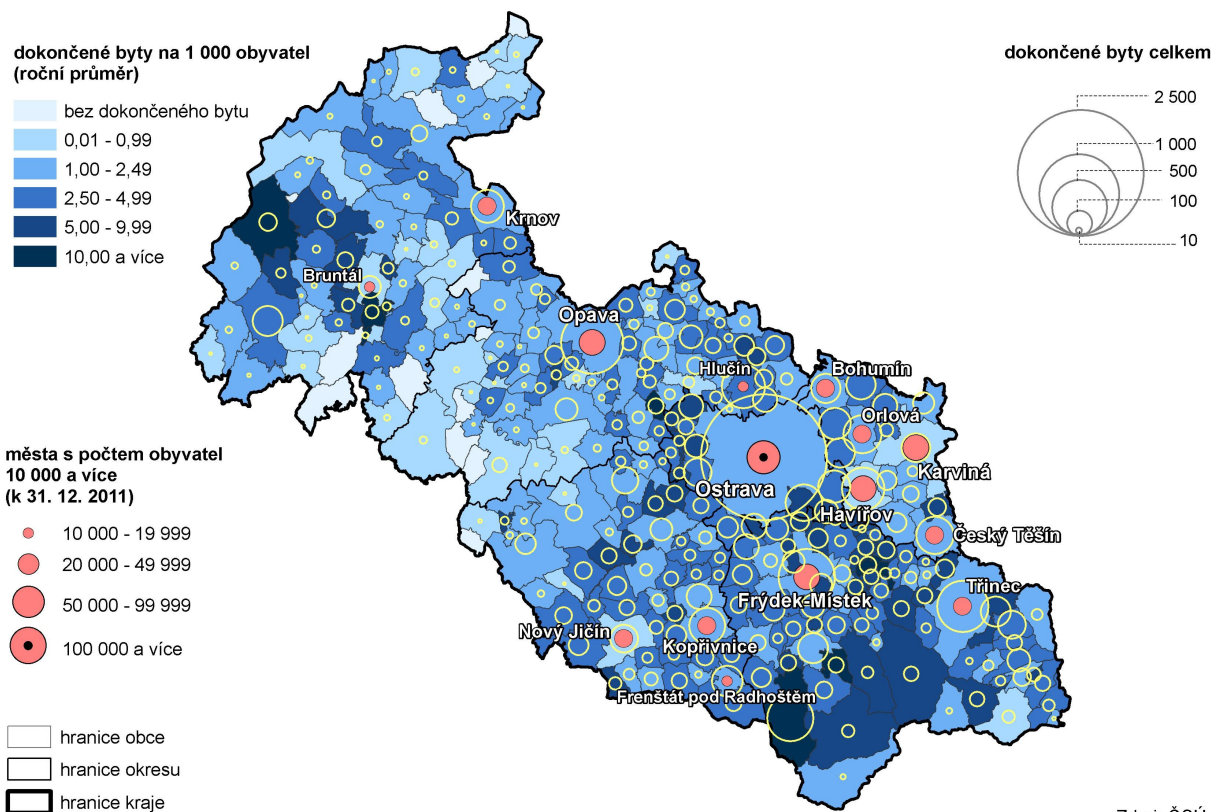 dokončené byty na 1 000 obyvatel
(roční průměr)
bez dokončeného bytu
0,01 - 0,99
1,00 - 2,49
2,50 - 4,99
5,00 - 9,99
10,00 a více
dokončené byty celkem
2 500
1 000
500
100
10
Krnov
Bruntál
Opava
Hlučín
Bohumín
Orlová
Karviná
Ostrava
Havířov
Český Těšín
Třinec
Frýdek-Místek
Nový Jičín
Kopřivnice
Frenštát pod Radhoštěm
města s počtem obyvatel
10 000 a více
(k 31. 12. 2011)
10 000 - 19 999
20 000 - 49 999
50 000 - 99 999
100 000 a více
hranice obce
hranice okresu
hranice kraje